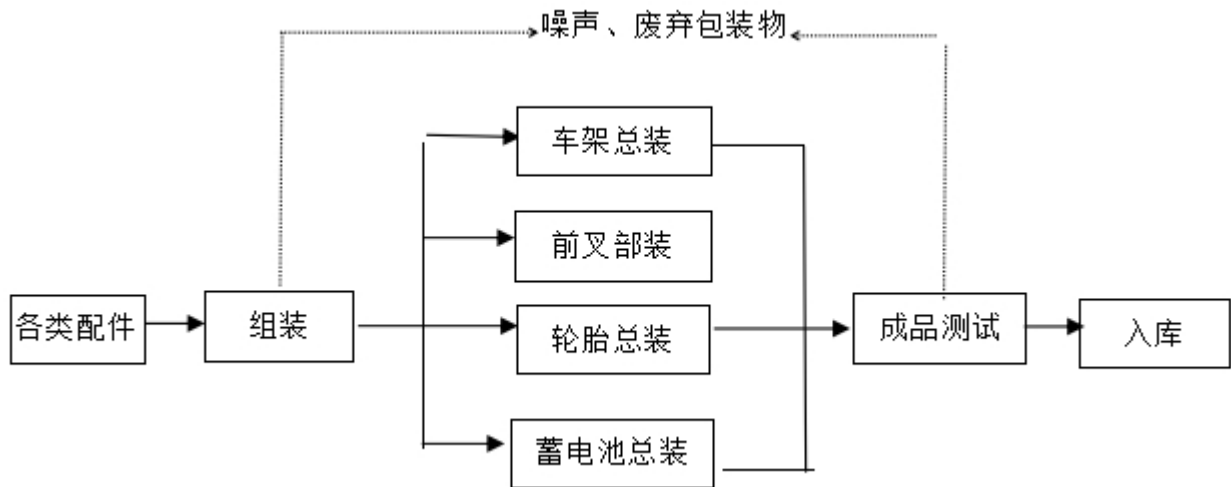 噪声、废弃包装物
车架总装
前叉部装
各类配件
组装
轮胎总装
成品测试
入库
蓄电池总装